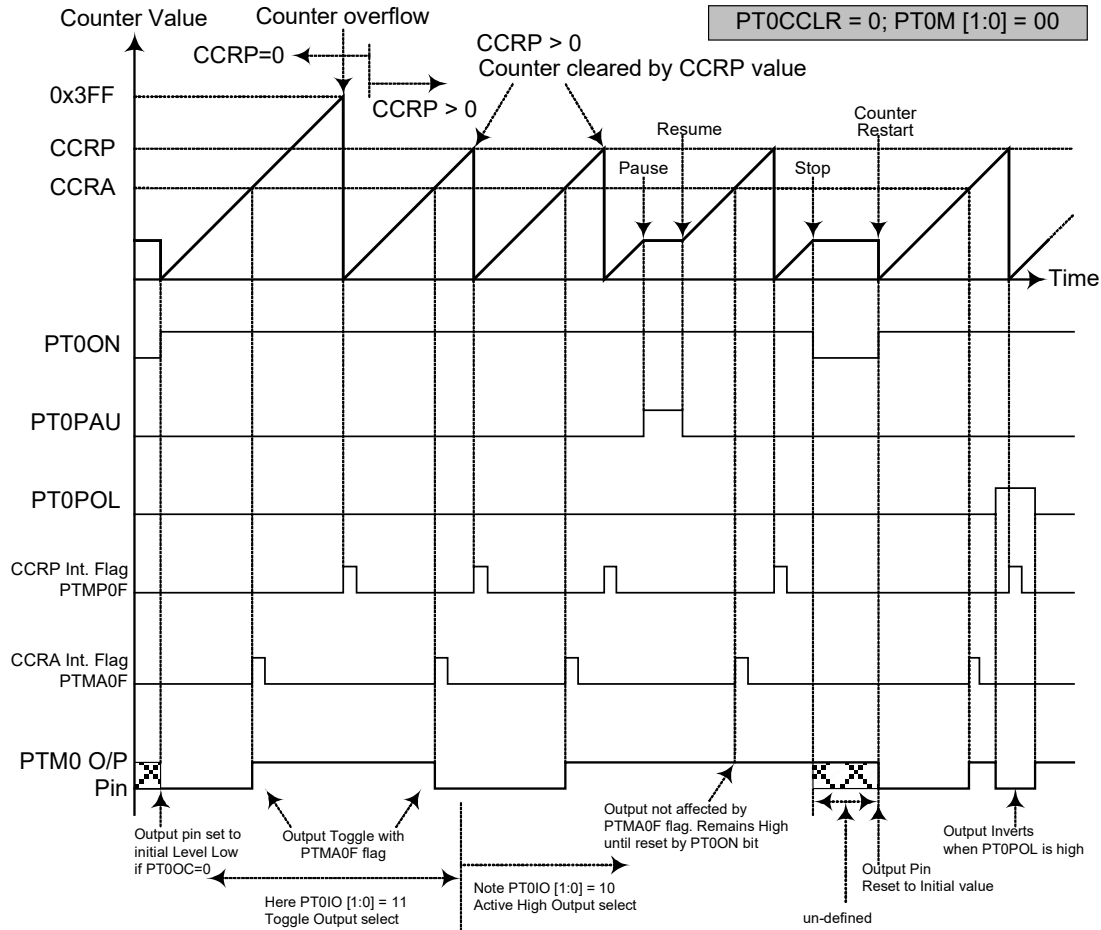 Counter Value
Counter overflow
PT0CCLR = 0; PT0M [1:0] = 00
CCRP=0
CCRP > 0
CCRP > 0
Counter cleared by CCRP value
0x3FF
CCRP
CCRA
Pause
Resume
Stop
Counter
Restart
Time
PT0ON
PT0PAU
PT0POL
CCRP Int. Flag
PTMP0F
CCRA Int. Flag
PTMA0F
PTM0 O/P
Pin
Output pin set to
initial Level Low
if PT0OC=0
Output Toggle with
PTMA0F flag
Output not affected by
PTMA0F flag. Remains High
until reset by PT0ON bit
Output Inverts
when PT0POL is high
Output Pin
Reset to Initial value
Here PT0IO [1:0] = 11
Toggle Output select
Note PT0IO [1:0] = 10
Active High Output select
un-defined